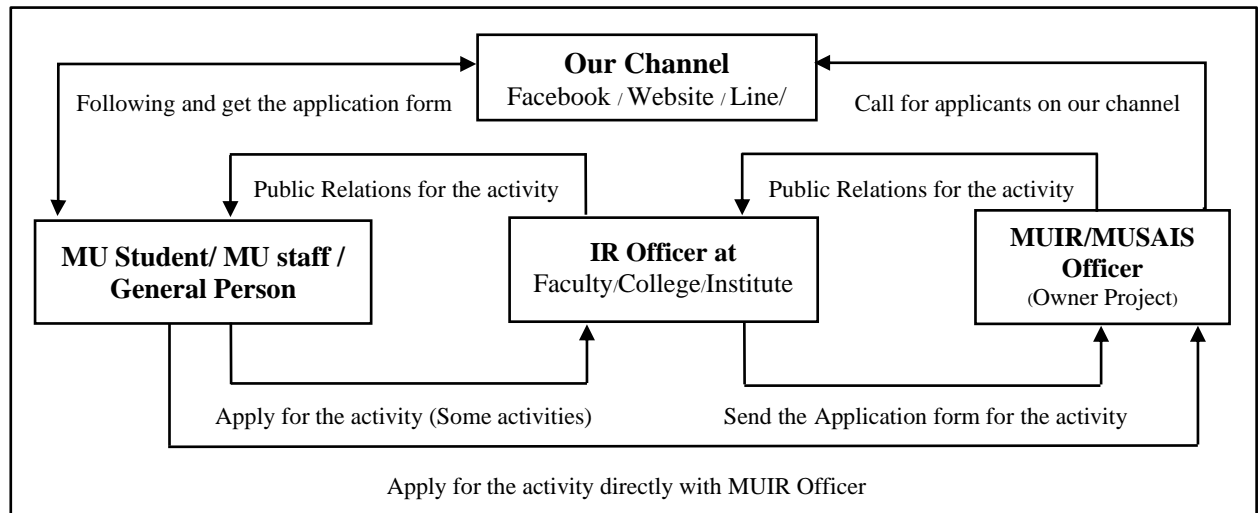 Our Channel
Facebook / Website / Line/
Following and get the application form
Call for applicants on our channel
Public Relations for the activity
Public Relations for the activity
MU Student/ MU staff /
General Person
IR Officer at
Faculty/College/Institute
MUIR/MUSAIS
Officer
(Owner Project)
Apply for the activity (Some activities)
Send the Application form for the activity
Apply for the activity directly with MUIR Officer